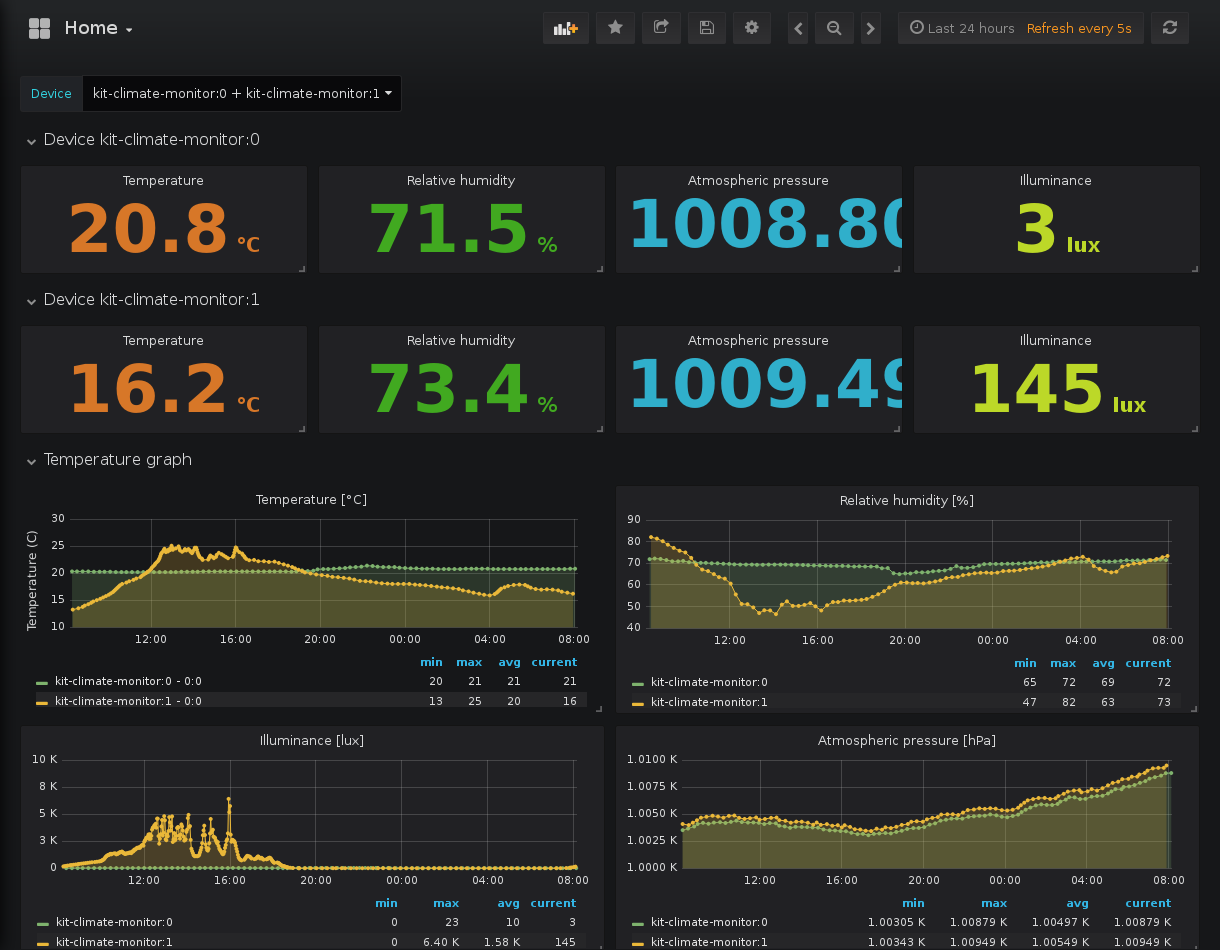 Home
Last 24 hours Refresh every 5s
Device kit-climate-monitor:0 + kit-climate-monitor:1
Device kit-climate-monitor:0
Temperature Relative humidity Atmospheric pressure Illuminance
20.8 °C 71.5 % 1008.80 3 lux
Device kit-climate-monitor:1
Temperature Relative humidity Atmospheric pressure Illuminance
16.2 °C 73.4 % 1009.49 145 lux
Temperature graph
Temperature [°C]
Temperature (C)
30
25
20
15
10
12:00 16:00 20:00 00:00 04:00 08:00
min max avg current
kit-climate-monitor:0 - 0:0 20 21 21 21
kit-climate-monitor:1 - 0:0 13 25 20 16
Relative humidity [%]
90
80
70
60
50
40
12:00 16:00 20:00 00:00 04:00 08:00
min max avg current
kit-climate-monitor:0 65 72 69 72
kit-climate-monitor:1 47 82 63 73
Illuminance [lux]
10 K
8 K
5 K
3 K
0
12:00 16:00 20:00 00:00 04:00 08:00
min max avg current
kit-climate-monitor:0 0 23 10 3
kit-climate-monitor:1 0 6.40 K 1.58 K 145
Atmospheric pressure [hPa]
1.0100 K
1.0075 K
1.0050 K
1.0025 K
1.0000 K
12:00 16:00 20:00 00:00 04:00 08:00
min max avg current
kit-climate-monitor:0 1.00305 K 1.00879 K 1.00497 K 1.00879 K
kit-climate-monitor:1 1.00343 K 1.00949 K 1.00549 K 1.00949 K